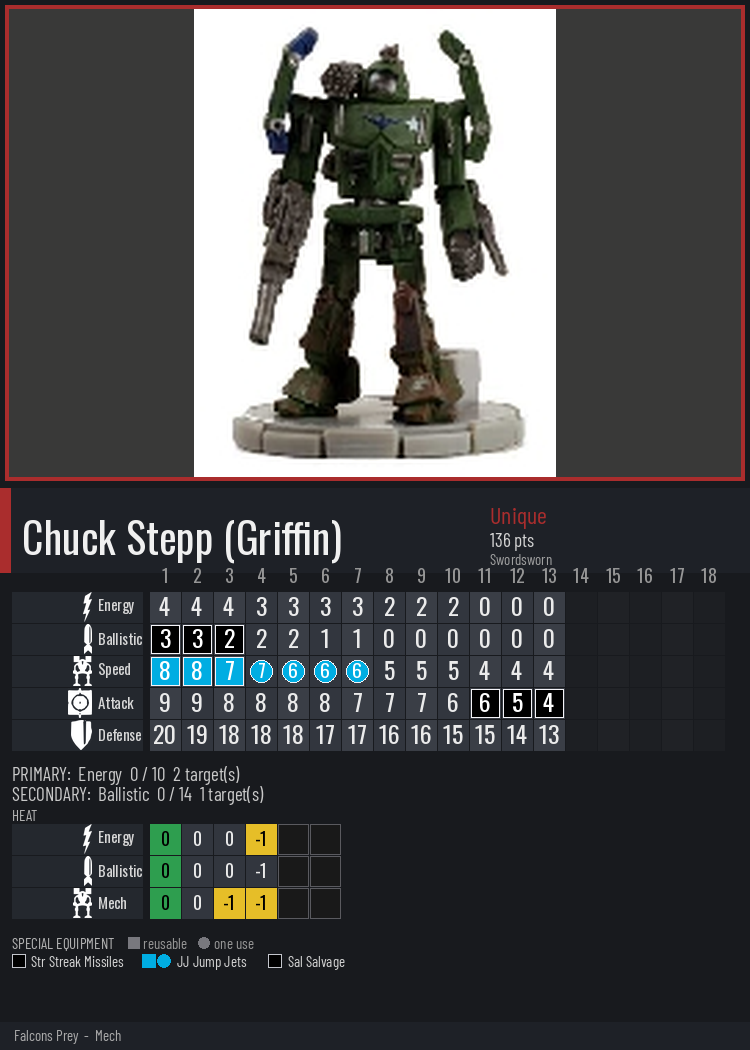 Chuck Stepp (Griffin)
Unique
136 pts
Swordsworn
1 2 3 4 5 6 7 8 9 10 11 12 13 14 15 16 17 18
Energy 4 4 4 3 3 3 3 2 2 2 0 0 0
Ballistic 3 3 2 2 2 1 1 0 0 0 0 0 0
Speed 8 8 7 7 6 6 6 5 5 5 4 4 4
Attack 9 9 8 8 8 8 7 7 7 6 6 5 4
Defense 20 19 18 18 18 17 17 16 16 15 15 14 13
PRIMARY: Energy 0 / 10 2 target(s)
SECONDARY: Ballistic 0 / 14 1 target(s)
HEAT
Energy 0 0 0 -1
Ballistic 0 0 0 -1
Mech 0 0 -1 -1
SPECIAL EQUIPMENT reusable one use
Str Streak Missiles JJ Jump Jets Sal Salvage
Falcons Prey - Mech